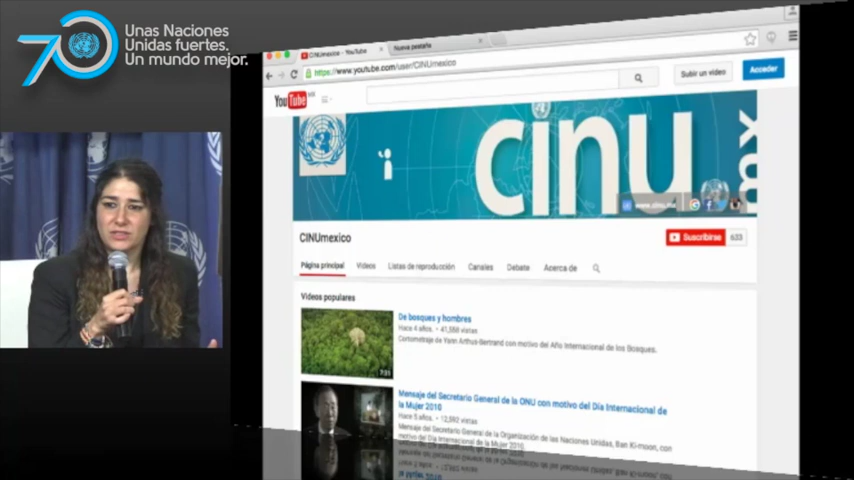 70
Unas Naciones
Unidas fuertes.
Un mundo mejor.
CINUmexico - YouTube
Nueva pestaña
https://www.youtube.com/user/CINUmexico
YouTube MX
Subir un video
Acceder
cinu
mx
www.cinu.mx
CINUmexico
Suscribirse
633
Página principal
Videos
Listas de reproducción
Canales
Debate
Acerca de
Videos populares
De bosques y hombres
Hace 4 años. • 41,558 vistas
Cortometraje de Yann Arthus-Bertrand con motivo del Año Internacional de los Bosques.
7:31
Mensaje del Secretario General de la ONU con motivo del Día Internacional de
la Mujer 2010
Hace 5 años. • 12,592 vistas
Mensaje del Secretario General de la Organización de las Naciones Unidas, Ban Ki-moon, con
motivo del Día Internacional de la Mujer 2010.